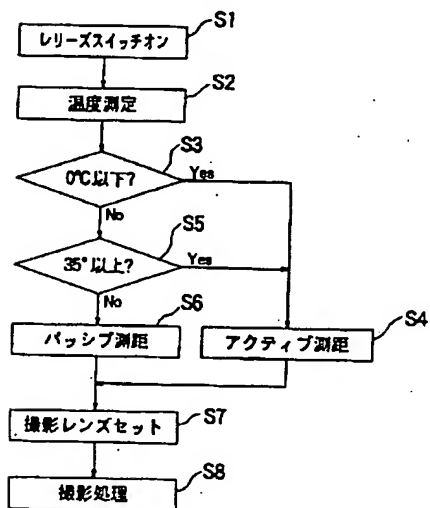 レリーズスイッチオン
S1
温度測定
S2
0℃以下?
S3
Yes
No
35°以上?
S5
Yes
No
パッシブ測距
S6
アクティブ測距
S4
撮影レンズセット
S7
撮影処理
S8